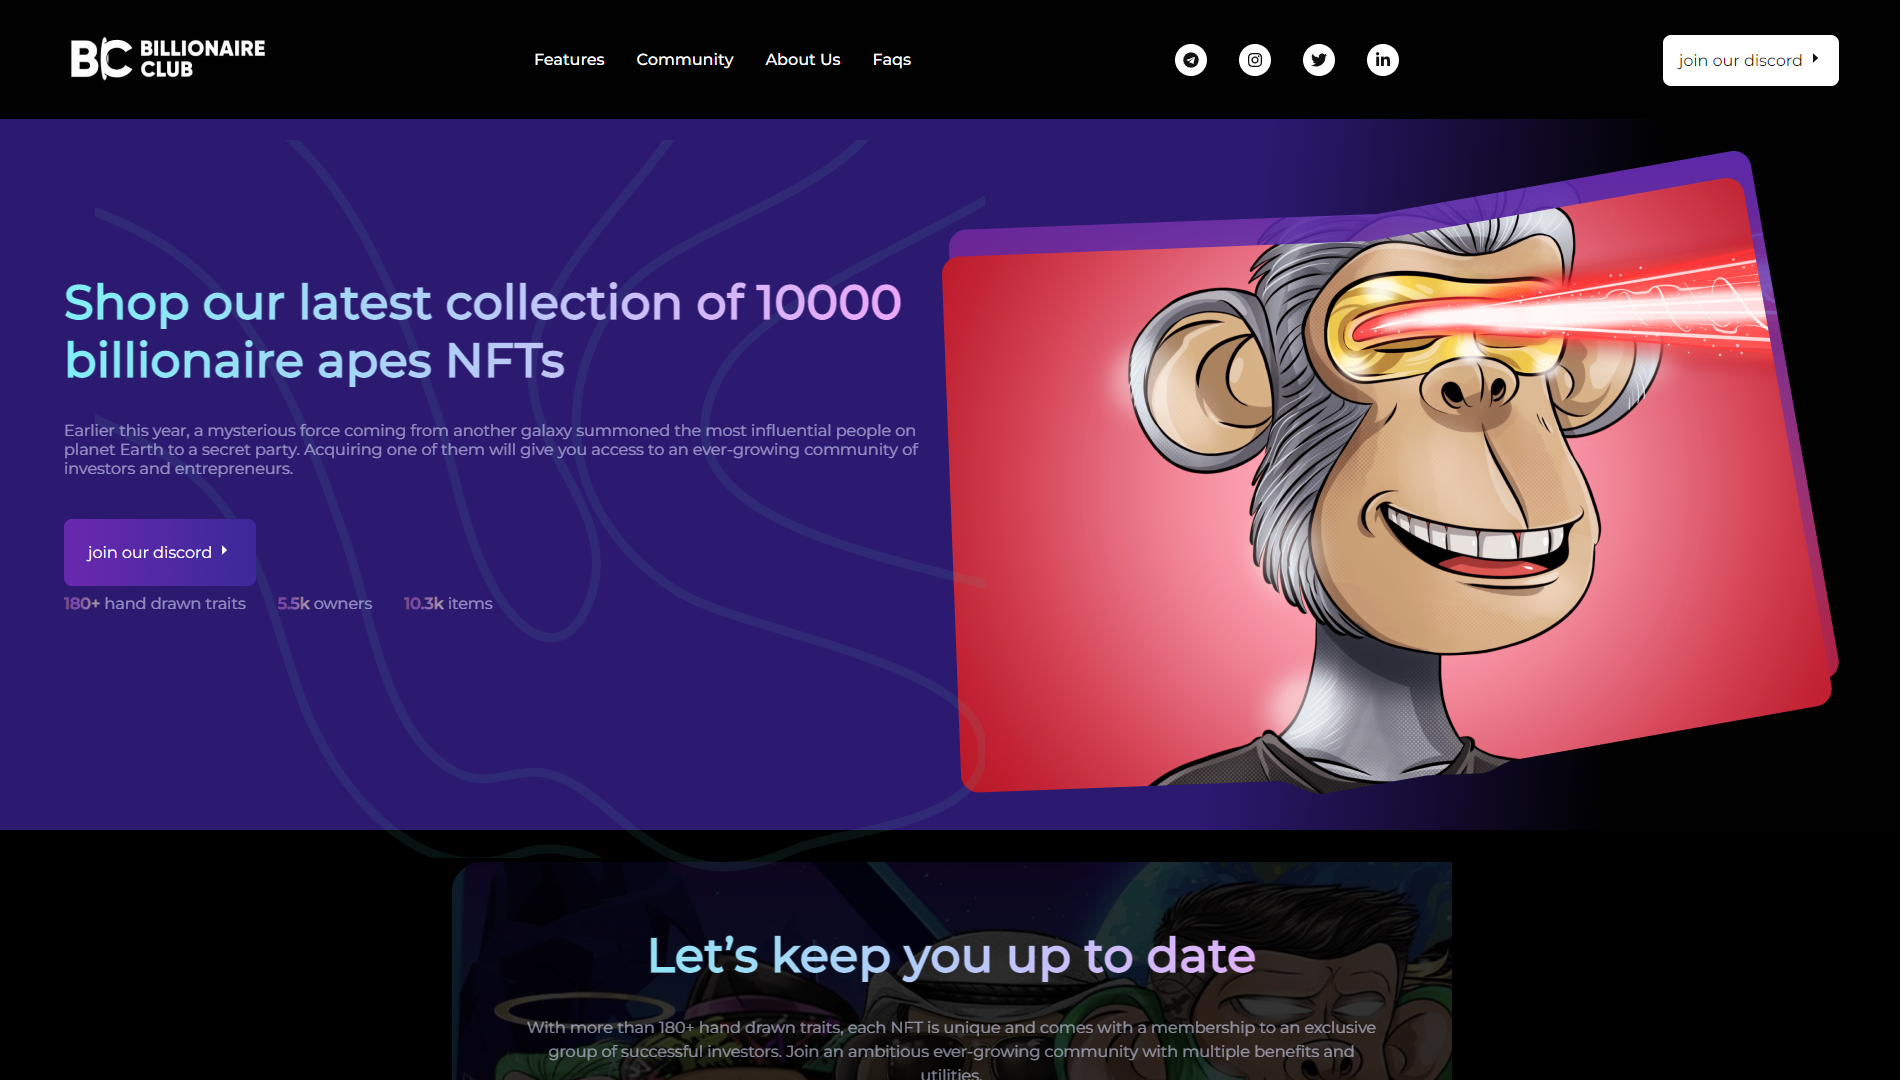 BC BILLIONAIRE
CLUB
Features Community About Us Faqs
join our discord
Shop our latest collection of 10000
billionaire apes NFTs
Earlier this year, a mysterious force coming from another galaxy summoned the most influential people on
planet Earth to a secret party. Acquiring one of them will give you access to an ever-growing community of
investors and entrepreneurs.
join our discord
180+ hand drawn traits 5.5k owners 10.3k items
Let’s keep you up to date
With more than 180+ hand drawn traits, each NFT is unique and comes with a membership to an exclusive
group of successful investors. Join an ambitious ever-growing community with multiple benefits and
utilities.